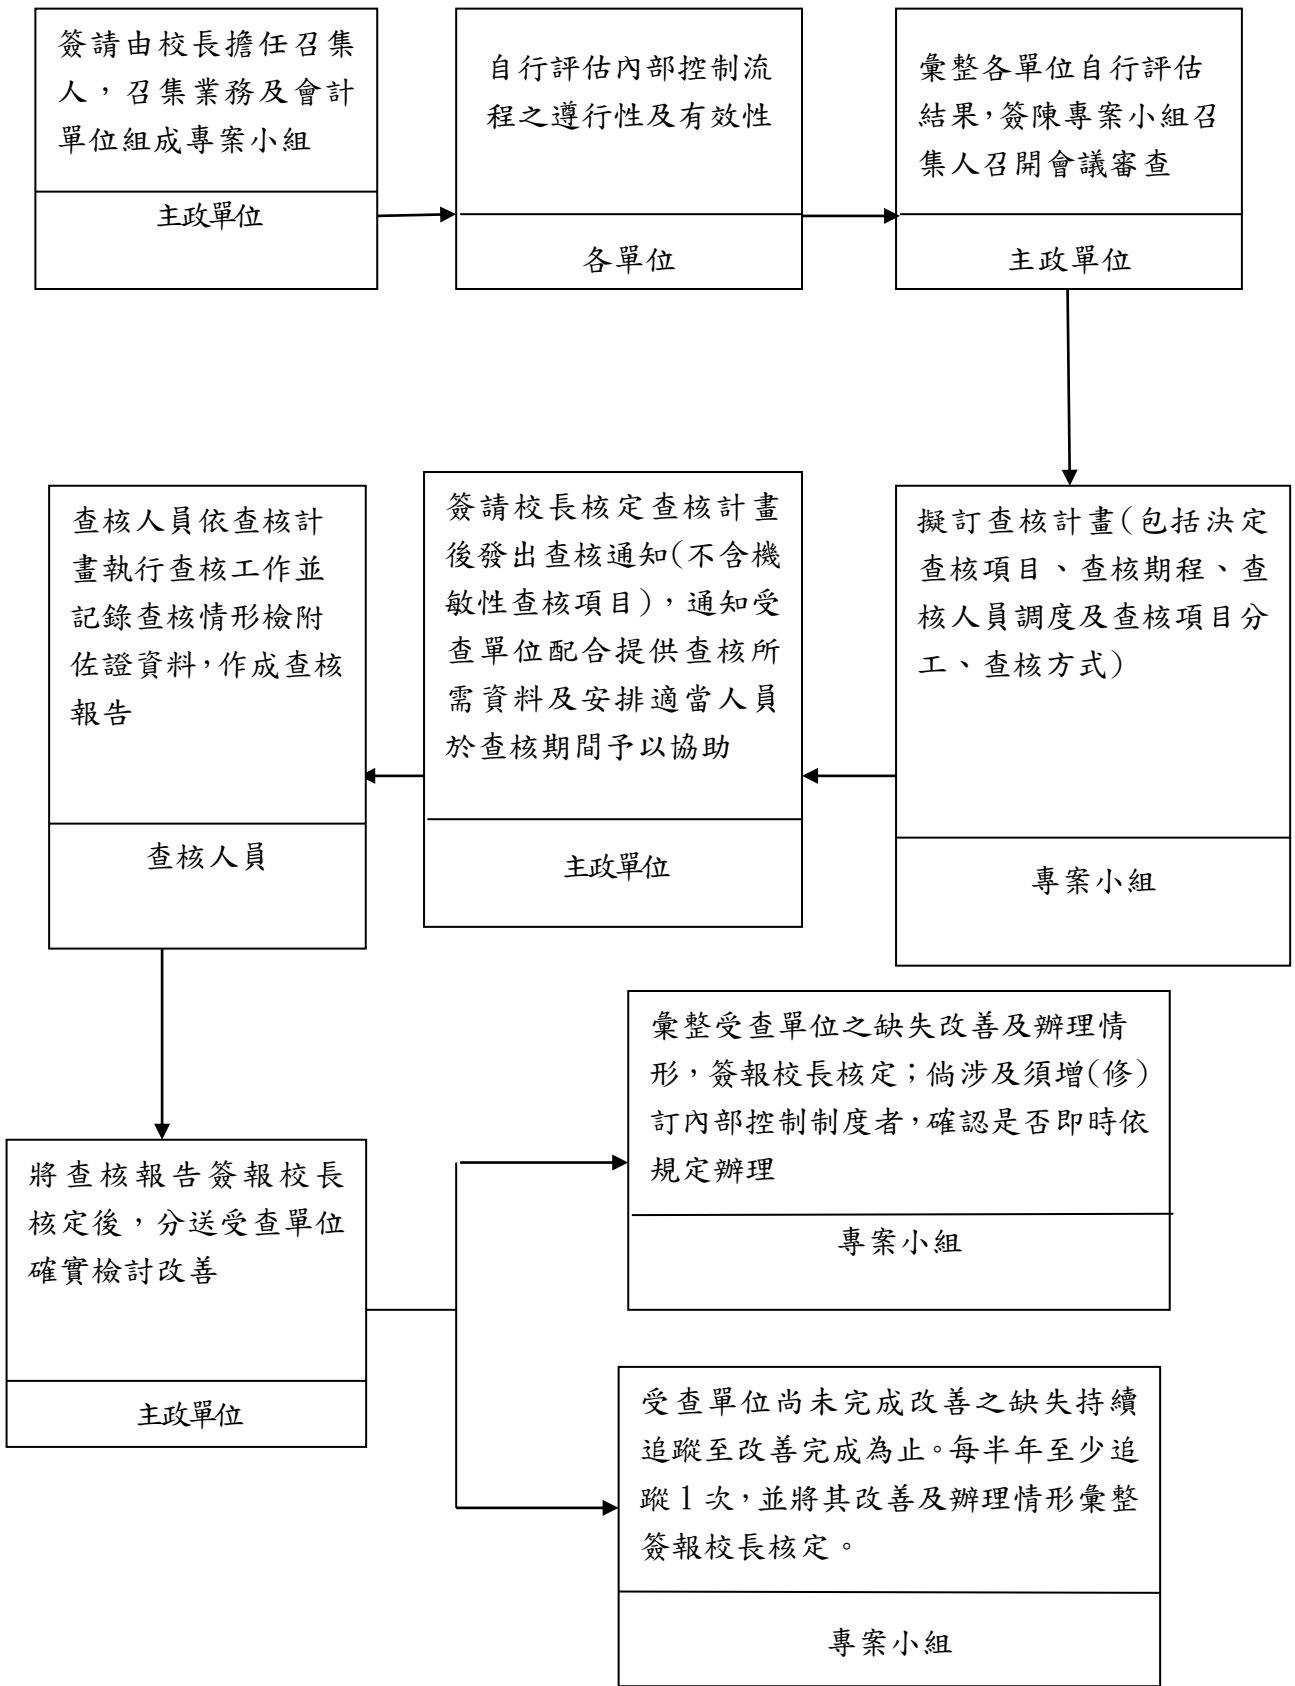 簽請由校長擔任召集
人，召集業務及會計
單位組成專案小組
主政單位
自行評估內部控制流
程之遵行性及有效性
各單位
彙整各單位自行評估
結果，簽陳專案小組召
集人召開會議審查
主政單位
擬訂查核計畫(包括決定
查核項目、查核期程、查
核人員調度及查核項目分
工、查核方式)
專案小組
簽請校長核定查核計畫
後發出查核通知(不含機
敏性查核項目)，通知受
查單位配合提供查核所
需資料及安排適當人員
於查核期間予以協助
主政單位
查核人員依查核計
畫執行查核工作並
記錄查核情形檢附
佐證資料，作成查核
報告
查核人員
將查核報告簽報校長
核定後，分送受查單位
確實檢討改善
主政單位
彙整受查單位之缺失改善及辦理情
形，簽報校長核定；倘涉及須增(修)
訂內部控制制度者，確認是否即時依
規定辦理
專案小組
受查單位尚未完成改善之缺失持續
追蹤至改善完成為止。每半年至少追
蹤1次，並將其改善及辦理情形彙整
簽報校長核定。
專案小組